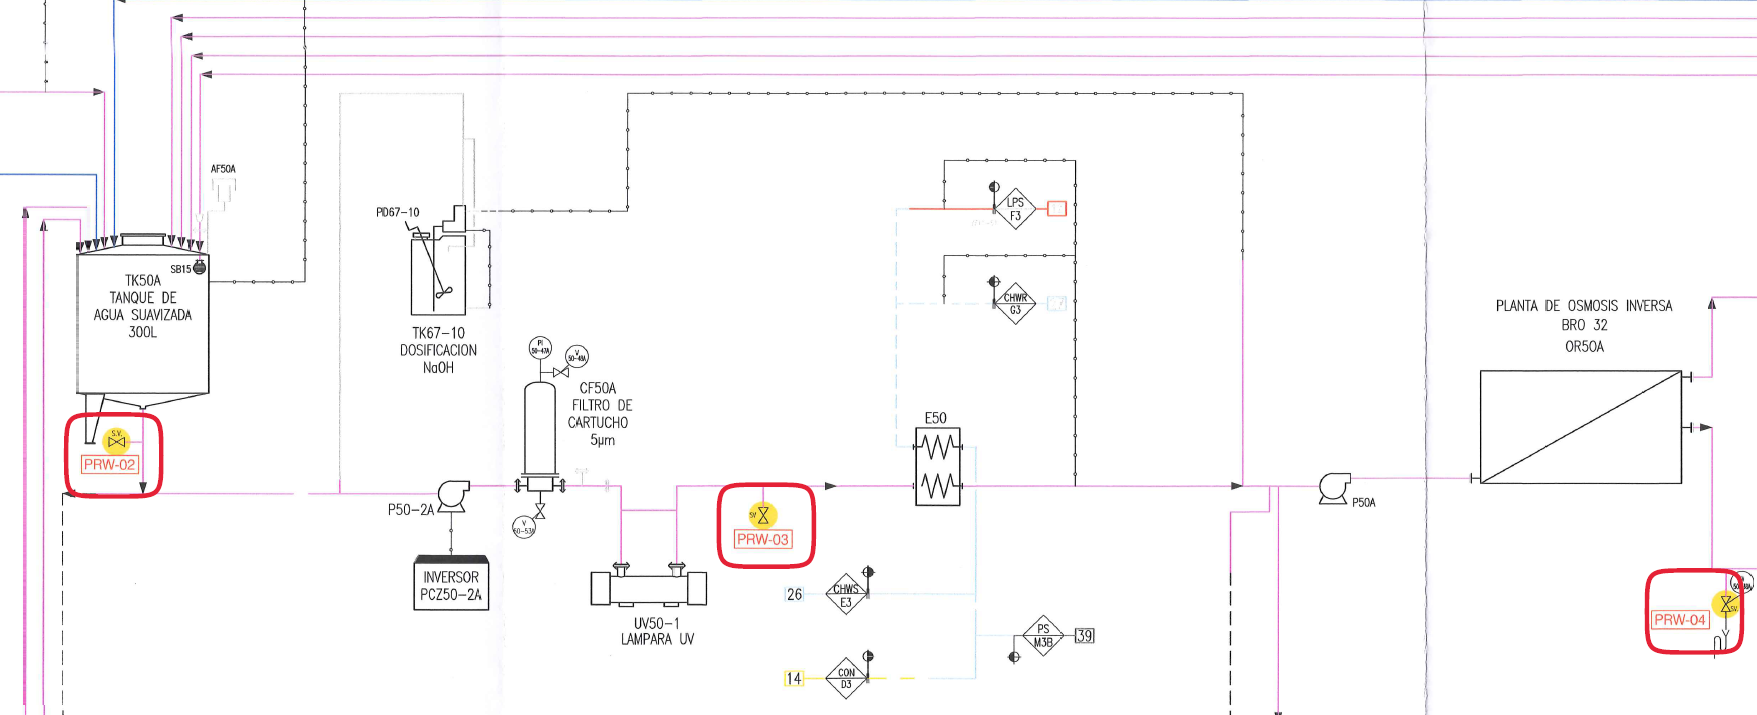 AF50A
PD67-10
SB15
TK50A
TANQUE DE
AGUA SUAVIZADA
300L
LPS
F3
CHWR
G3
TK67-10
DOSIFICACION
NaOH
PI
50-47A
V
50-48A
CF50A
FILTRO DE
CARTUCHO
5µm
E50
PLANTA DE OSMOSIS INVERSA
BRO 32
OR50A
S.V.
PRW-02
P50-2A
V
SV
PRW-03
P50A
INVERSOR
PCZ50-2A
UV50-1
LAMPARA UV
26
CHWS
E3
PS
M3B
39
14
CON
D3
SV.
PRW-04